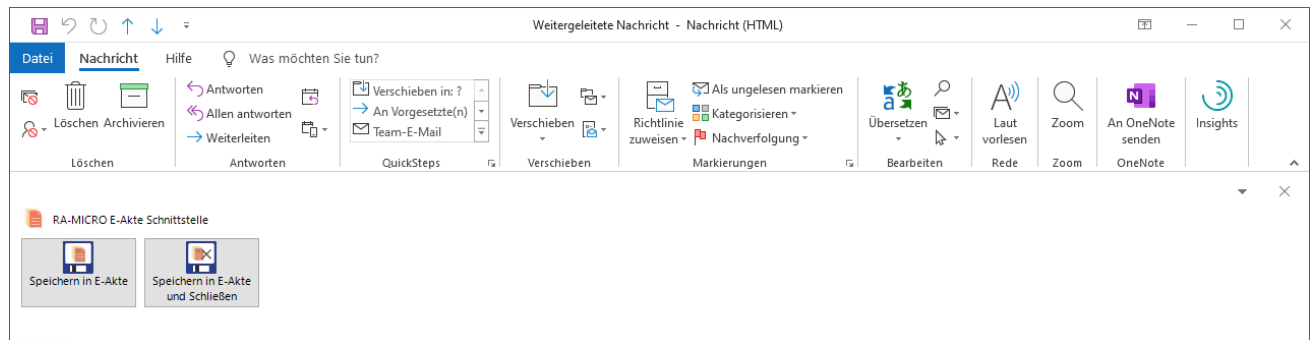 Weitergeleitete Nachricht - Nachricht (HTML)
Datei Nachricht Hilfe Was möchten Sie tun?
Löschen Archivieren
Löschen
Antworten
Allen antworten
Weiterleiten
Antworten
Verschieben in: ?
An Vorgesetzte(n)
Team-E-Mail
QuickSteps
Verschieben
Verschieben
Richtlinie
zuweisen
Als ungelesen markieren
Kategorisieren
Nachverfolgung
Markierungen
Übersetzen
Bearbeiten
Laut
vorlesen
Rede
Zoom
Zoom
An OneNote
senden
OneNote
Insights
RA-MICRO E-Akte Schnittstelle
Speichern in E-Akte
Speichern in E-Akte
und Schließen